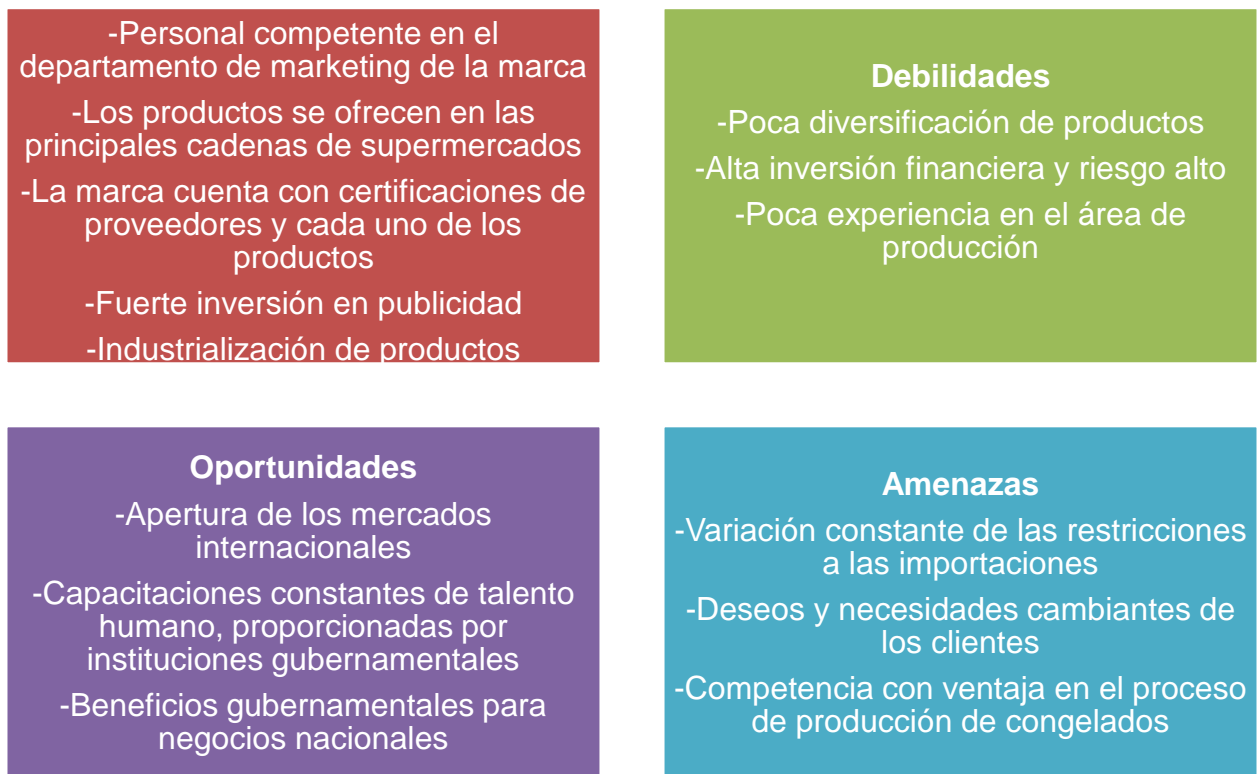 -Personal competente en el
departamento de marketing de la marca
-Los productos se ofrecen en las
principales cadenas de supermercados
-La marca cuenta con certificaciones de
proveedores y cada uno de los
productos
-Fuerte inversión en publicidad
-Industrialización de productos
Debilidades
-Poca diversificación de productos
-Alta inversión financiera y riesgo alto
-Poca experiencia en el área de
producción
Oportunidades
-Apertura de los mercados
internacionales
-Capacitaciones constantes de talento
humano, proporcionadas por
instituciones gubernamentales
-Beneficios gubernamentales para
negocios nacionales
Amenazas
-Variación constante de las restricciones
a las importaciones
-Deseos y necesidades cambiantes de
los clientes
-Competencia con ventaja en el proceso
de producción de congelados